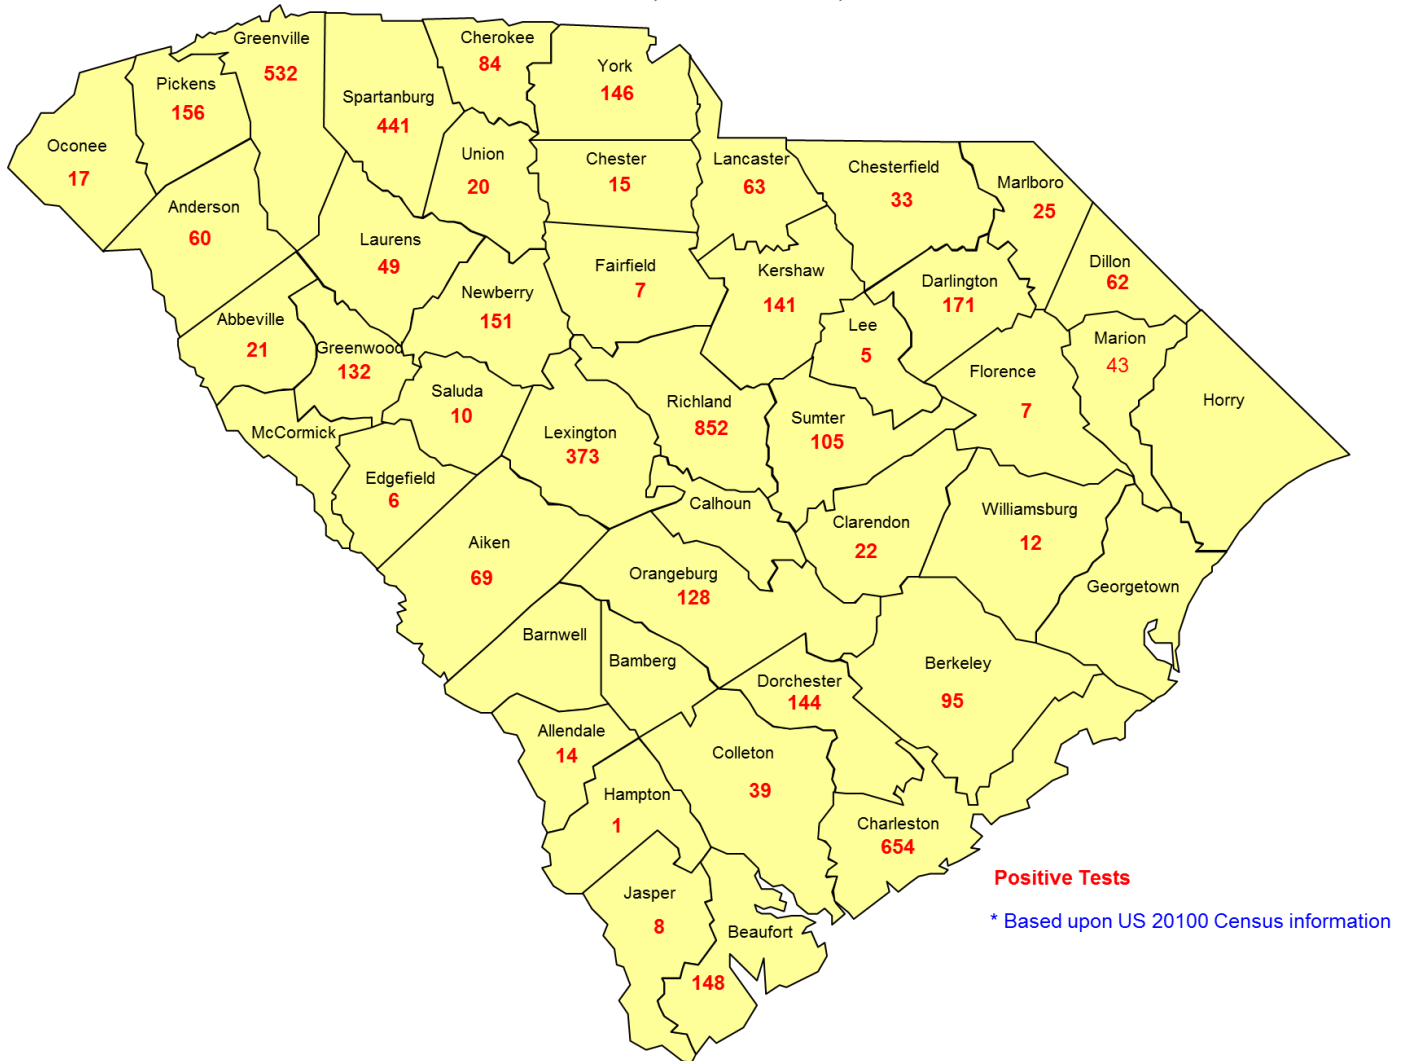 Greenville
532
Cherokee
84
York
146
Pickens
156
Spartanburg
441
Oconee
17
Union
20
Chester
15
Lancaster
63
Chesterfield
33
Marlboro
25
Anderson
60
Laurens
49
Fairfield
7
Kershaw
141
Darlington
171
Dillon
62
Newberry
151
Abbeville
21
Greenwood
132
Lee
5
Marion
43
Florence
7
Horry
Saluda
10
Richland
852
Sumter
105
McCormick
Lexington
373
Edgefield
6
Calhoun
Clarendon
22
Williamsburg
12
Aiken
69
Orangeburg
128
Georgetown
Barnwell
Bamberg
Berkeley
95
Dorchester
144
Allendale
14
Colleton
39
Hampton
1
Charleston
654
Jasper
8
Beaufort
148
Positive Tests
* Based upon US 20100 Census information